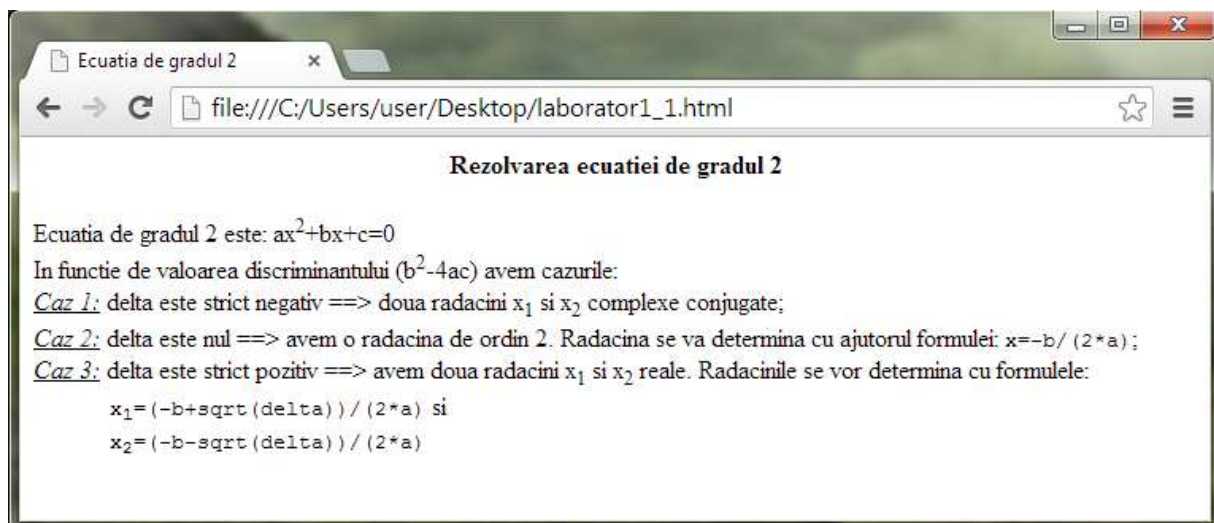 Ecuatia de gradul 2
file:///C:/Users/user/Desktop/laborator1_1.html
Rezolvarea ecuatiei de gradul 2
Ecuatia de gradul 2 este: ax²+bx+c=0
In functie de valoarea discriminantului (b²-4ac) avem cazurile:
Caz 1: delta este strict negativ ==> doua radacini x₁ si x₂ complexe conjugate;
Caz 2: delta este nul ==> avem o radacina de ordin 2. Radacina se va determina cu ajutorul formulei: x=-b/(2*a);
Caz 3: delta este strict pozitiv ==> avem doua radacini x₁ si x₂ reale. Radacinile se vor determina cu formulele:
x₁=(-b+sqrt(delta))/(2*a) si
x₂=(-b-sqrt(delta))/(2*a)